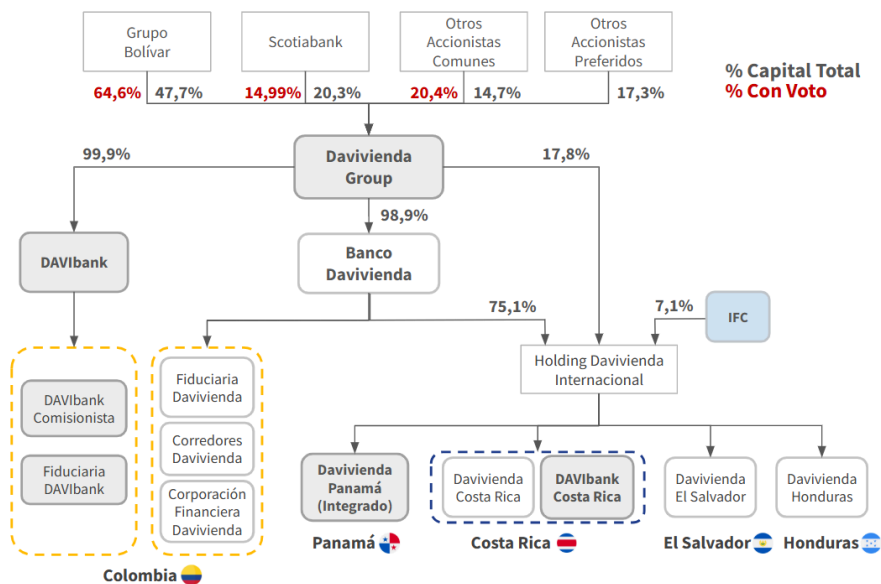 Grupo
Bolívar
Scotiabank
Otros
Accionistas
Comunes
Otros
Accionistas
Preferidos
% Capital Total
% Con Voto
64,6% 47,7%
14,99% 20,3%
20,4% 14,7%
17,3%
99,9%
Davivienda
Group
17,8%
98,9%
DAVIbank
Banco
Davivienda
75,1%
7,1%
IFC
Holding Davivienda
Internacional
DAVIbank
Comisionista
Fiduciaria
DAVIbank
Fiduciaria
Davivienda
Corredores
Davivienda
Corporación
Financiera
Davivienda
Davivienda
Panamá
(Integrado)
Davivienda
Costa Rica
DAVIbank
Costa Rica
Davivienda
El Salvador
Davivienda
Honduras
Panamá
Costa Rica
El Salvador
Honduras
Colombia